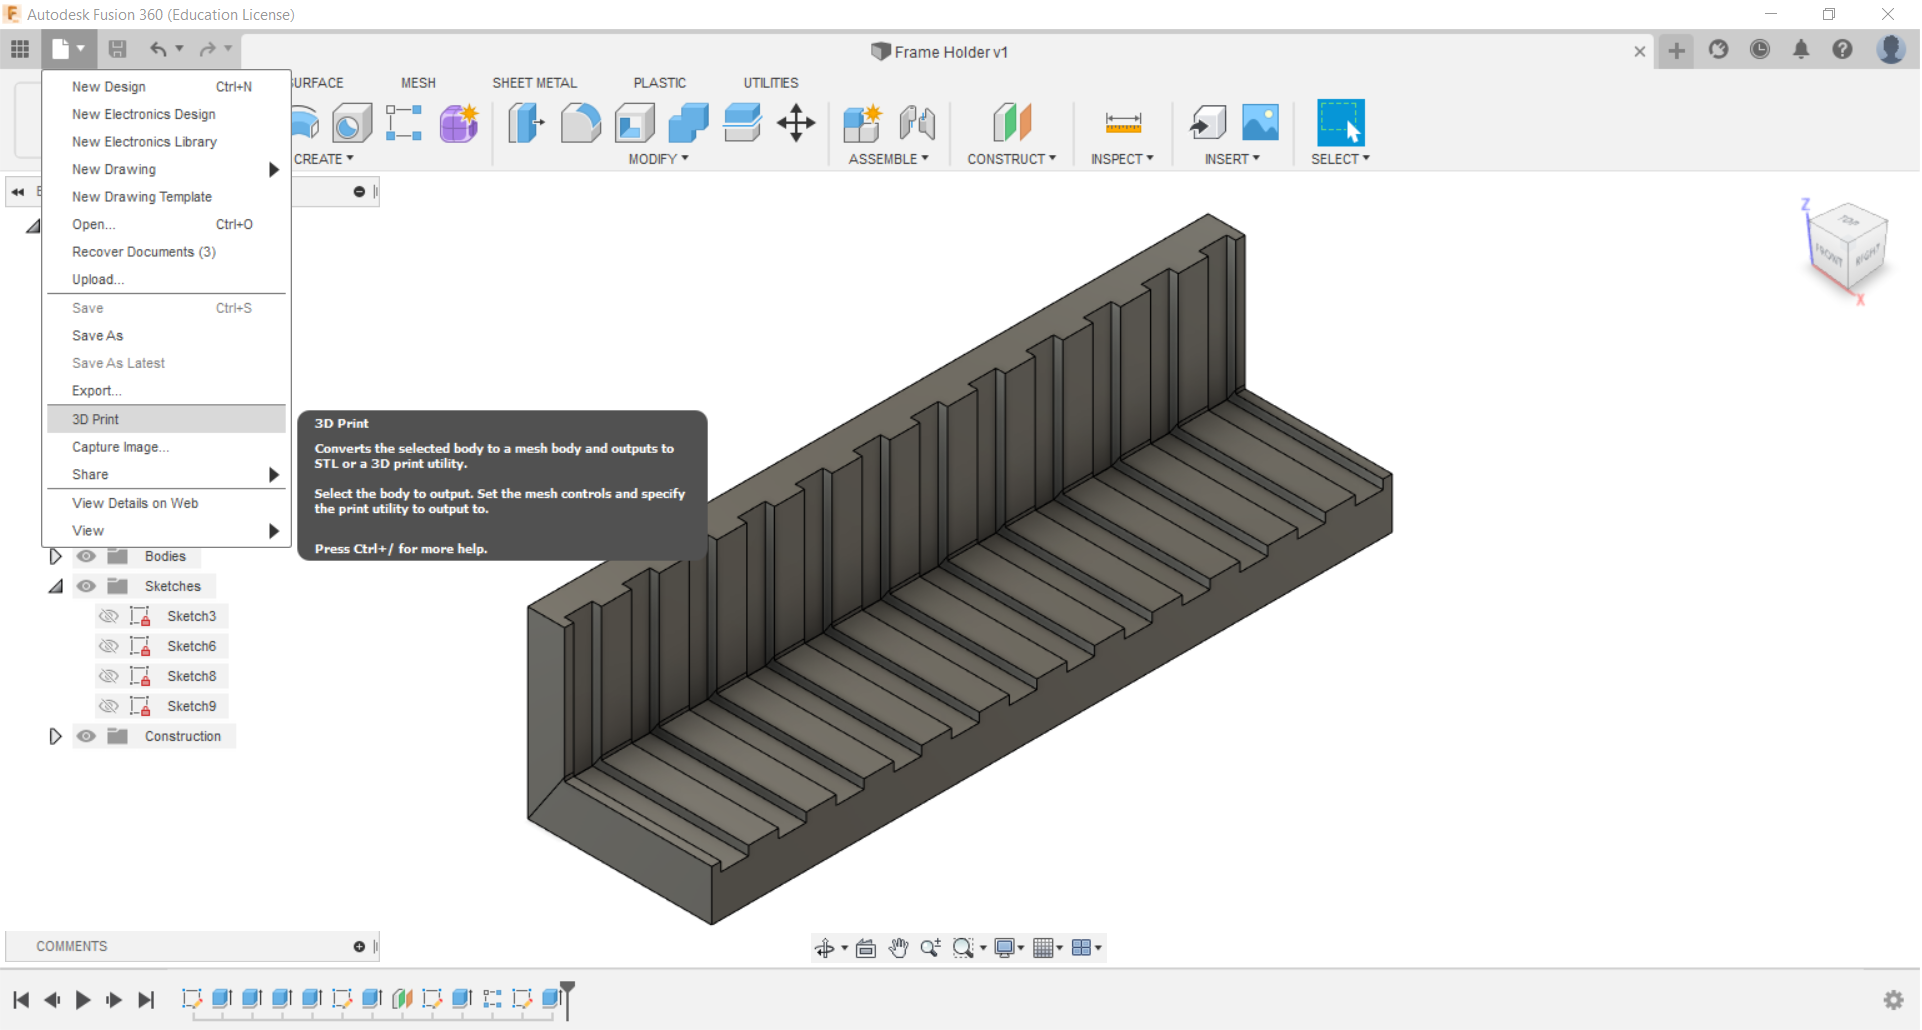 Autodesk Fusion 360 (Education License)
Frame Holder v1
New Design Ctrl+N
New Electronics Design
New Electronics Library
New Drawing
New Drawing Template
Open... Ctrl+O
Recover Documents (3)
Upload...
Save Ctrl+S
Save As
Save As Latest
Export...
3D Print
Capture Image...
Share
View Details on Web
View
URFACE MESH SHEET METAL PLASTIC UTILITIES
CREATE MODIFY ASSEMBLE CONSTRUCT INSPECT INSERT SELECT
3D Print
Converts the selected body to a mesh body and outputs to
STL or a 3D print utility.
Select the body to output. Set the mesh controls and specify
the print utility to output to.
Press Ctrl+/ for more help.
Z
TOP
FRONT RIGHT
X
Bodies
Sketches
Sketch3
Sketch6
Sketch8
Sketch9
Construction
COMMENTS